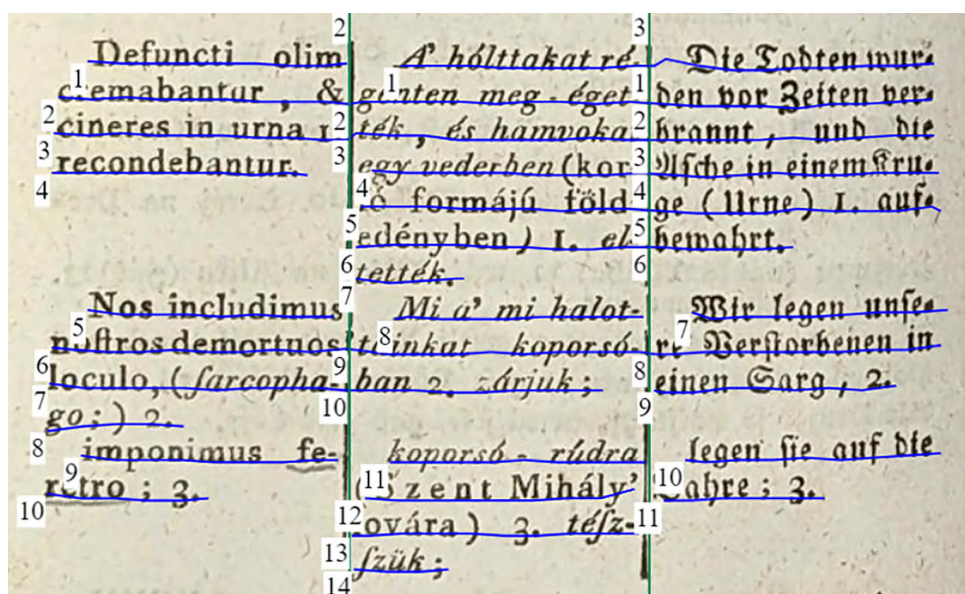 Defuncti olim
cremabantur, &
cineres in urna 1
recondebantur.
Nos includimus
noſtros demortuos
loculo, (ſarcopha-
go;) 2.
imponimus fe-
retro; 3.
A' hólttakat ré-
meg-éget
ték, és hamvoka
egy vederben (kor
só formájú föld
edényben) 1. el
tették.
Mi a' mi halot-
tainkat koporsó-
ban 2. zárjuk;
koporsó-rúdra
(Szent Mihály'
lovára) 3. téſz-
ſzük;
Die Todten wur-
den vor Zeiten ver-
brannt, und die
Aſche in einem Kru-
ge (Urne) 1. auf-
bewahrt.
Wir legen unſe-
re Verſtorbenen in
einen Sarg, 2.
legen ſie auf die
Bahre; 3.